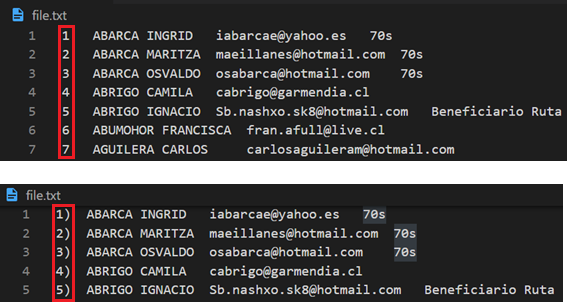 file.txt
1 1 ABARCA INGRID iabarcae@yahoo.es 70s
2 2 ABARCA MARITZA maeillanes@hotmail.com 70s
3 3 ABARCA OSVALDO osabarca@hotmail.com 70s
4 4 ABRIGO CAMILA cabrigo@garmendia.cl
5 5 ABRIGO IGNACIO Sb.nashxo.sk8@hotmail.com Beneficiario Ruta
6 6 ABUMOHOR FRANCISCA fran.afull@live.cl
7 7 AGUILERA CARLOS carlosaguileram@hotmail.com
file.txt
1 1) ABARCA INGRID iabarcae@yahoo.es 70s
2 2) ABARCA MARITZA maeillanes@hotmail.com 70s
3 3) ABARCA OSVALDO osabarca@hotmail.com 70s
4 4) ABRIGO CAMILA cabrigo@garmendia.cl
5 5) ABRIGO IGNACIO Sb.nashxo.sk8@hotmail.com Beneficiario Ruta